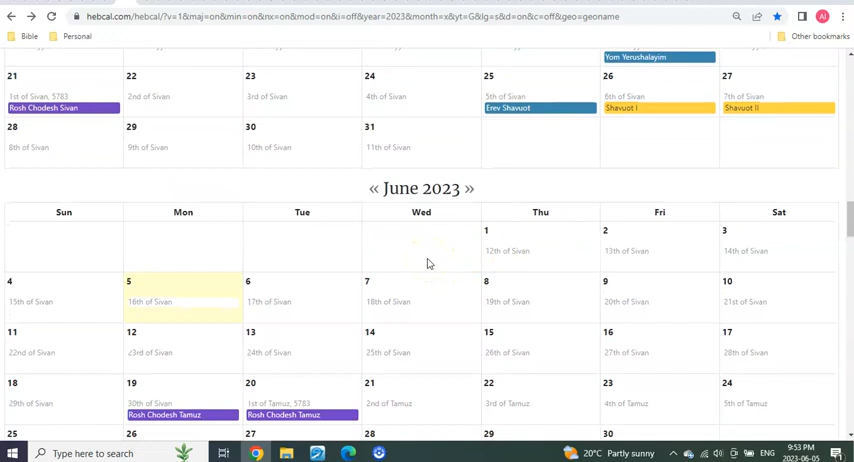 hebcal.com/hebcal/?v=1&maj=on&min=on&nx=on&mod=on&i=off&year=2023&month=x&yt=G&lg=s&d=on&c=off&geo=geoname
AI
Bible Personal Other bookmarks
Yom Yerushalayim
21 22 23 24 25 26 27
1st of Sivan, 5783 2nd of Sivan 3rd of Sivan 4th of Sivan 5th of Sivan 6th of Sivan 7th of Sivan
Rosh Chodesh Sivan Erev Shavuot Shavuot I Shavuot II
28 29 30 31
8th of Sivan 9th of Sivan 10th of Sivan 11th of Sivan
« June 2023 »
Sun Mon Tue Wed Thu Fri Sat
1 2 3
12th of Sivan 13th of Sivan 14th of Sivan
4 5 6 7 8 9 10
15th of Sivan 16th of Sivan 17th of Sivan 18th of Sivan 19th of Sivan 20th of Sivan 21st of Sivan
11 12 13 14 15 16 17
22nd of Sivan 23rd of Sivan 24th of Sivan 25th of Sivan 26th of Sivan 27th of Sivan 28th of Sivan
18 19 20 21 22 23 24
29th of Sivan 30th of Sivan 1st of Tamuz, 5783 2nd of Tamuz 3rd of Tamuz 4th of Tamuz 5th of Tamuz
Rosh Chodesh Tamuz Rosh Chodesh Tamuz
25 26 27 28 29 30
Type here to search 20°C Partly sunny ENG 9:53 PM
2023-06-05